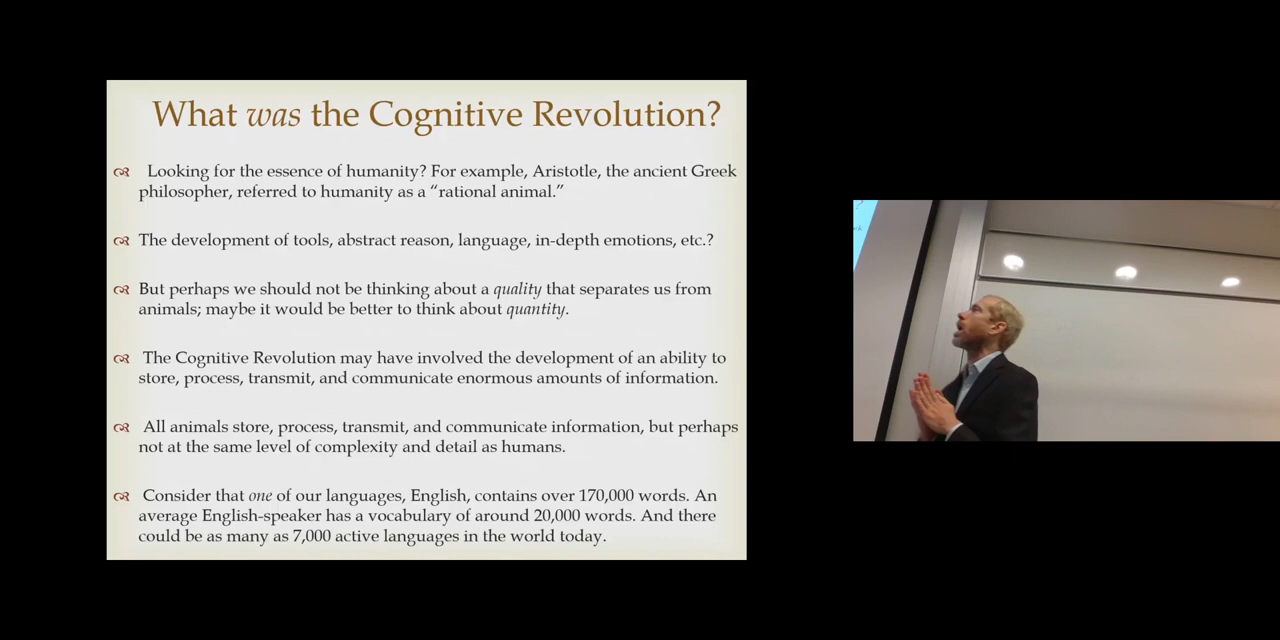 What was the Cognitive Revolution?
Looking for the essence of humanity? For example, Aristotle, the ancient Greek
philosopher, referred to humanity as a “rational animal.”
The development of tools, abstract reason, language, in-depth emotions, etc.?
But perhaps we should not be thinking about a quality that separates us from
animals; maybe it would be better to think about quantity.
The Cognitive Revolution may have involved the development of an ability to
store, process, transmit, and communicate enormous amounts of information.
All animals store, process, transmit, and communicate information, but perhaps
not at the same level of complexity and detail as humans.
Consider that one of our languages, English, contains over 170,000 words. An
average English-speaker has a vocabulary of around 20,000 words. And there
could be as many as 7,000 active languages in the world today.